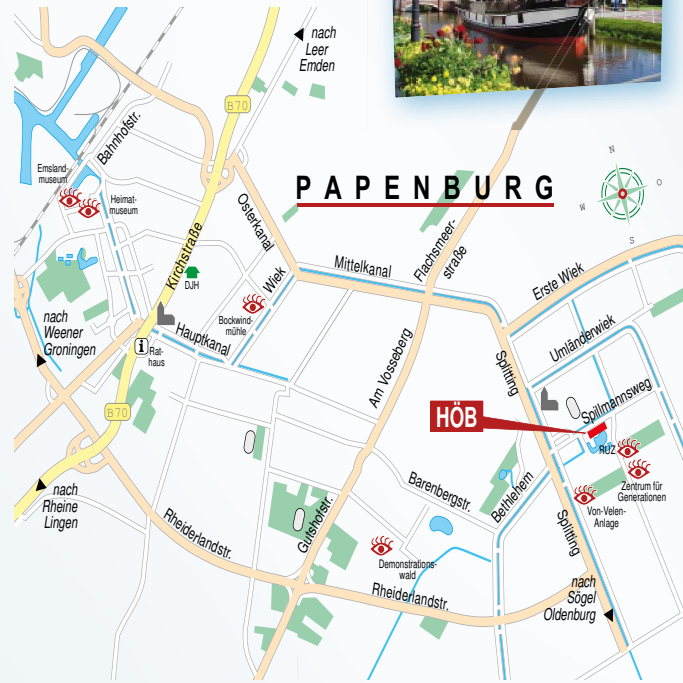 nach
Leer
Emden
B70
Bahnhofstr.
Emsland-
museum
Heimat-
museum
PAPENBURG
N
O
S
W
Osterkanal
Flachsmeer-
straße
Kirchstraße
Mittelkanal
Erste Wiek
Wiek
DJH
Bockwind-
mühle
nach
Weener
Groningen
Hauptkanal
i
Rat-
haus
Umländerwiek
Splitting
Am Vosseberg
Spillmannsweg
HÖB
B70
RUZ
Zentrum für
Generationen
Von-Velen-
Anlage
Barenbergstr.
Bethlehem
nach
Rheine
Lingen
Rheiderlandstr.
Gutshofstr.
Splitting
Demonstrations-
wald
Rheiderlandstr.
nach
Sögel
Oldenburg